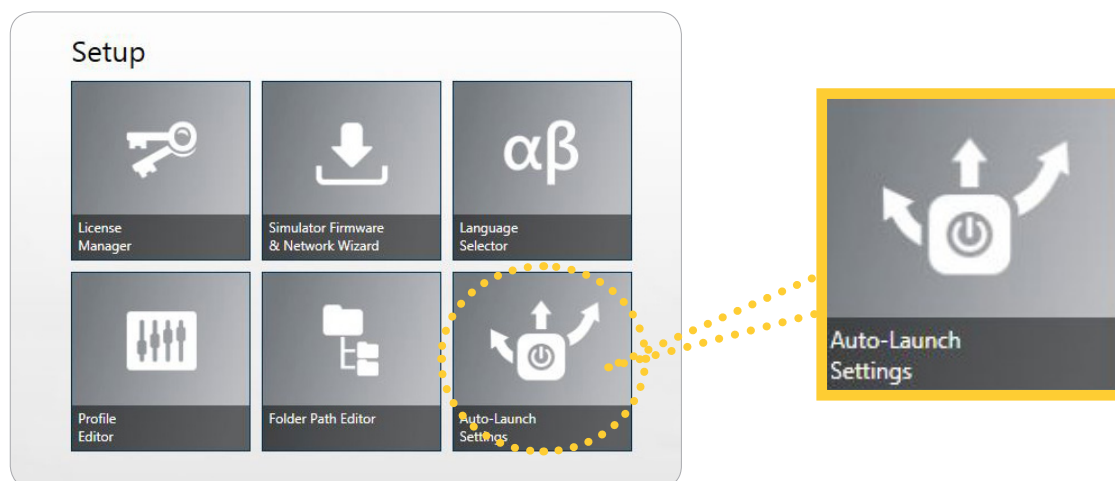 Setup
αβ
License
Manager
Simulator Firmware
& Network Wizard
Language
Selector
Profile
Editor
Folder Path Editor
Auto-Launch
Settings
Auto-Launch
Settings